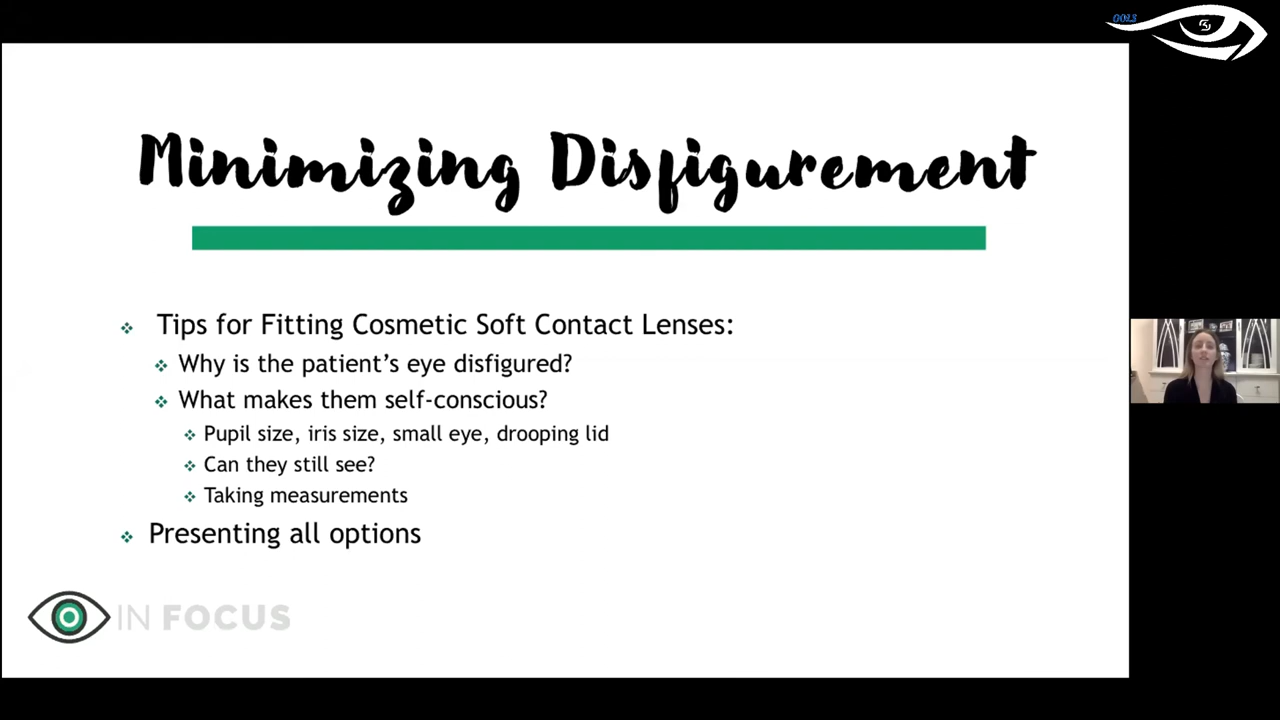 GOLS
Minimizing Disfigurement
Tips for Fitting Cosmetic Soft Contact Lenses:
Why is the patient's eye disfigured?
What makes them self-conscious?
Pupil size, iris size, small eye, drooping lid
Can they still see?
Taking measurements
Presenting all options
IN FOCUS